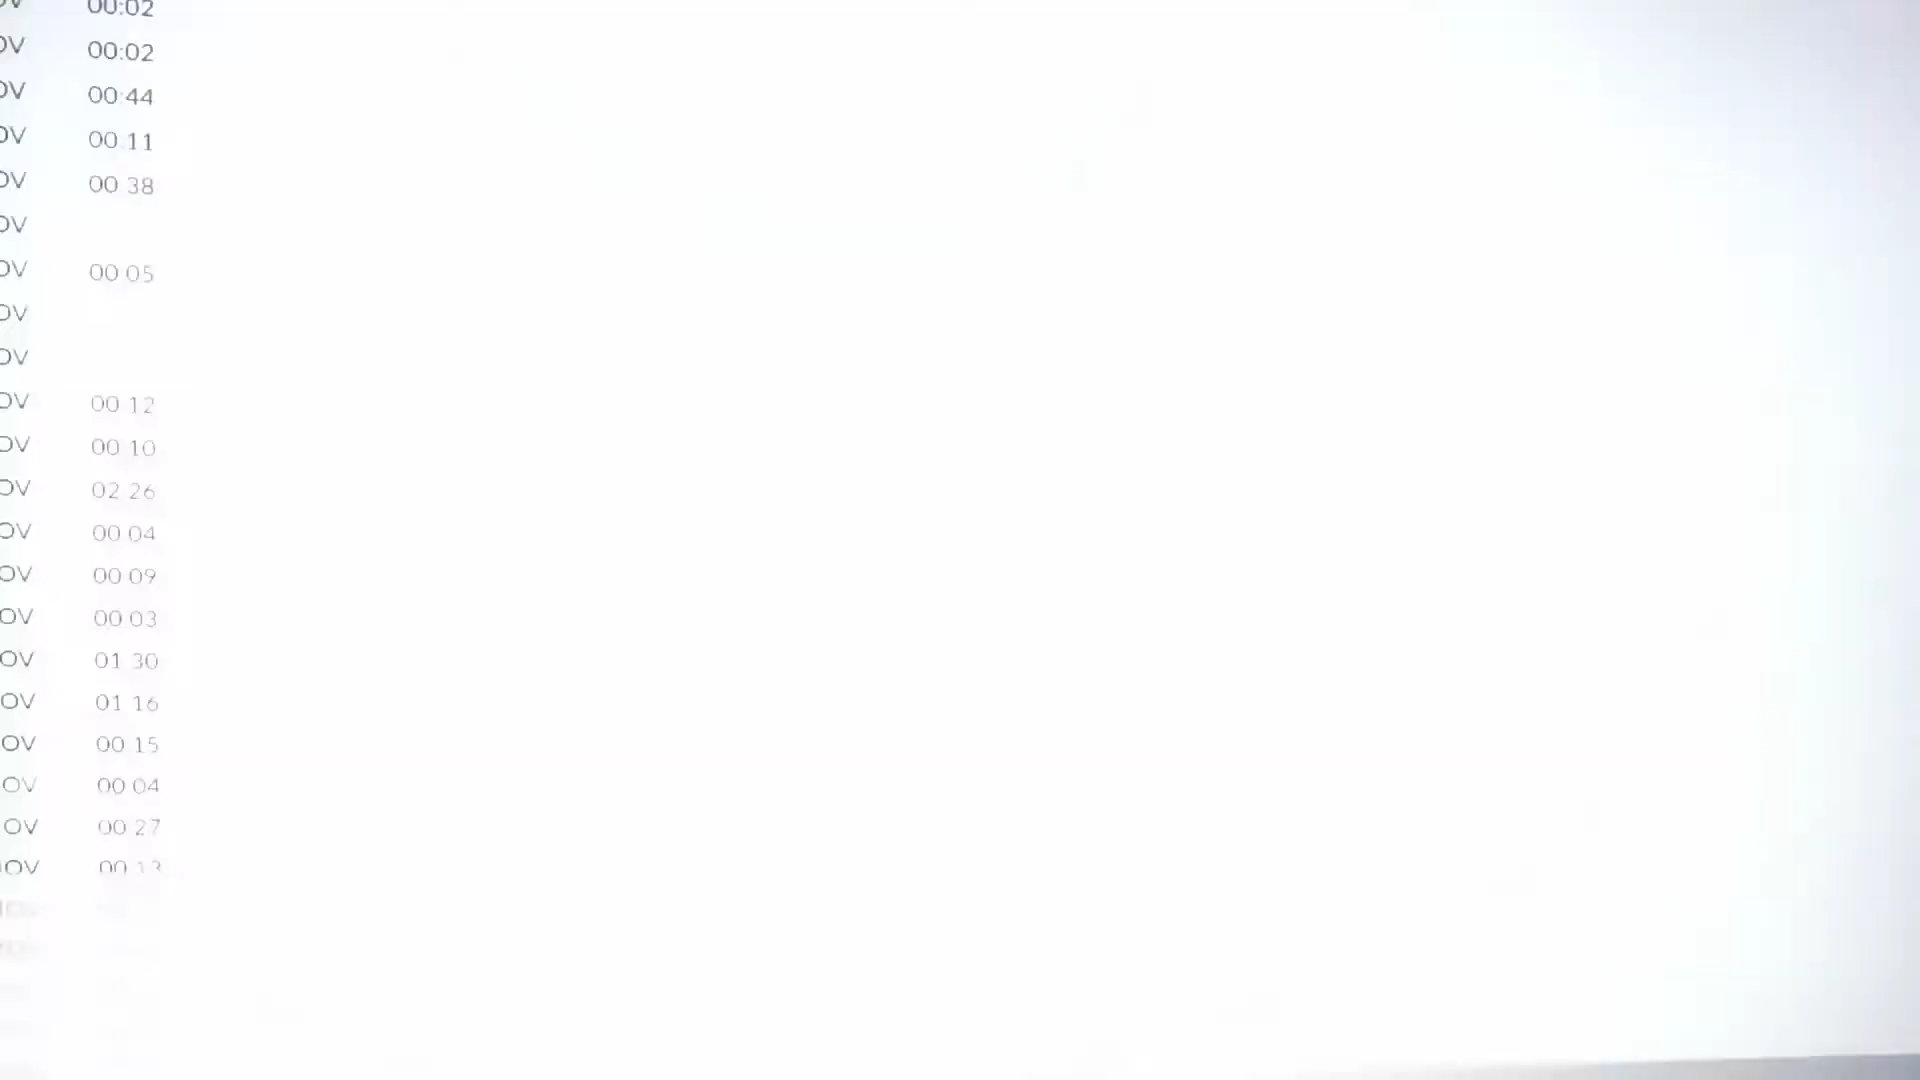 OV 00:02
OV 00:02
OV 00:44
OV 00:11
OV 00 38
OV
OV 00 05
OV
OV
OV 00 12
OV 00 10
OV 02 26
OV 00 04
OV 00 09
OV 00 03
OV 01 30
OV 01 16
OV 00 15
OV 00 04
OV 00 27
OV 00 13